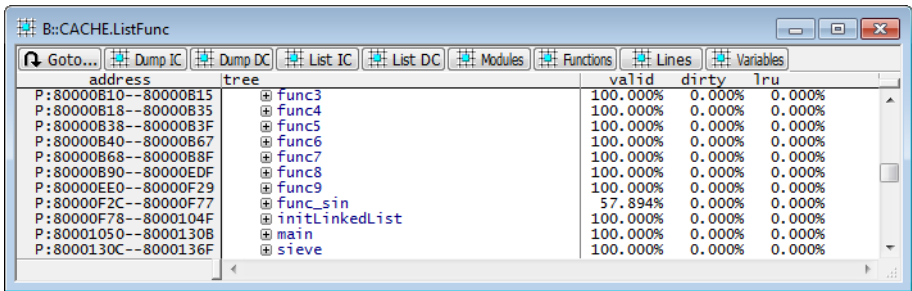 B::CACHE.ListFunc
Goto... Dump IC Dump DC List IC List DC Modules Functions Lines Variables
address tree valid dirty lru
P:80000B10--80000B15 func3 100.000% 0.000% 0.000%
P:80000B18--80000B35 func4 100.000% 0.000% 0.000%
P:80000B38--80000B3F func5 100.000% 0.000% 0.000%
P:80000B40--80000B67 func6 100.000% 0.000% 0.000%
P:80000B68--80000B8F func7 100.000% 0.000% 0.000%
P:80000B90--80000EDF func8 100.000% 0.000% 0.000%
P:80000EE0--80000F29 func9 100.000% 0.000% 0.000%
P:80000F2C--80000F77 func_sin 57.894% 0.000% 0.000%
P:80000F78--8000104F initLinkedList 100.000% 0.000% 0.000%
P:80001050--8000130B main 100.000% 0.000% 0.000%
P:8000130C--8000136F sieve 100.000% 0.000% 0.000%